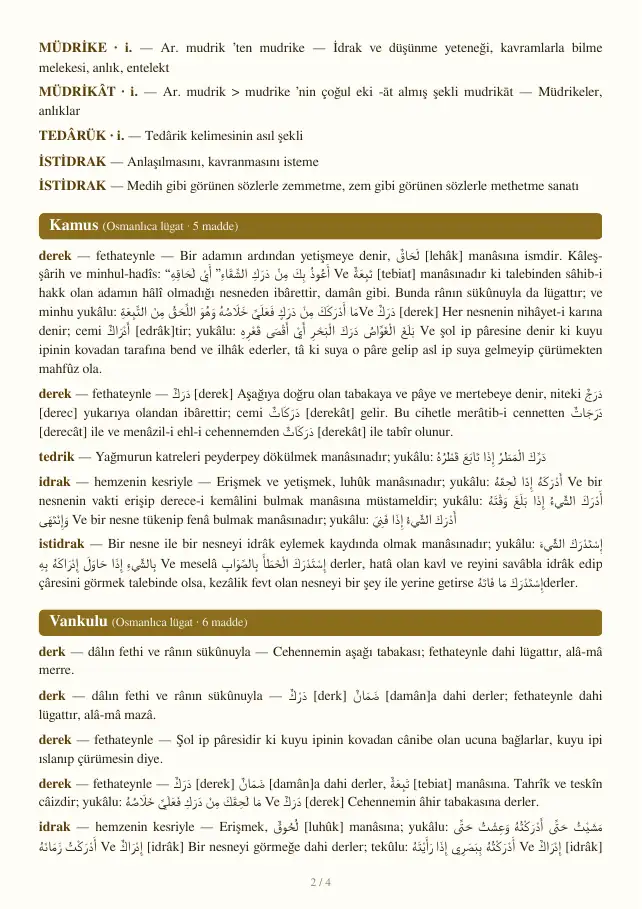 MÜDRİKE · i. — Ar. mudrik 'ten mudrike — İdrak ve düşünme yeteneği, kavramlarla bilme
melekesi, anlık, entelekt
MÜDRİKÂT · i. — Ar. mudrik > mudrike 'nin çoğul eki -āt almış şekli mudrikāt — Müdrikeler,
anlıklar
TEDÂRÜK · i. — Tedârik kelimesinin asıl şekli
İSTİDRAK — Anlaşılmasını, kavranmasını isteme
İSTİDRAK — Medih gibi görünen sözlerle zemmetme, zem gibi görünen sözlerle methetme sanatı
Kamus (Osmanlıca lügat · 5 madde)
derek — fethateynle — Bir adamın ardından yetişmeye denir, لَحَاقٌ [lehâk] manâsına ismdir. Kâleş-
şârih ve minhul-hadîs: “أَعُوذُ بِكَ مِنْ دَرَكِ الشَّقَاءِ” أَيْ لَحَاقِهِ Ve تَبِعَةٌ [tebiat] manâsınadır ki talebinden sâhib-i
hakk olan adamın hâlî olmadığı nesneden ibârettir, damân gibi. Bunda rânın sükûnuyla da lügattır; ve
minhu yukâlu: مَا أَدْرَكَكَ مِنْ دَرَكٍ فَعَلَيَّ خَلَاصُهُ وَهُوَ اللَّحَقُ مِنَ التَّبِعَةِ Ve دَرَكٌ [derek] Her nesnenin nihâyet-i karına
denir; cemi أَدْرَاكٌ [edrâk]tir; yukâlu: بَلَغَ الْغَوَّاصُ دَرَكَ الْبَحْرِ أَيْ أَقْصَى قَعْرِهِ Ve şol ip pâresine denir ki kuyu
ipinin kovadan tarafına bend ve ilhâk ederler, tâ ki suya o pâre gelip asl ip suya gelmeyip çürümekten
mahfûz ola.
derek — fethateynle — دَرَكٌ [derek] Aşağıya doğru olan tabakaya ve pâye ve mertebeye denir, niteki دَرَجٌ
[derec] yukarıya olandan ibârettir; cemi دَرَكَاتٌ [derekât] gelir. Bu cihetle merâtib-i cennetten دَرَجَاتٌ
[derecât] ile ve menâzil-i ehl-i cehennemden دَرَكَاتٌ [derekât] ile tabîr olunur.
tedrik — Yağmurun katreleri peyderpey dökülmek manâsınadır; yukâlu: دَرَّكَ الْمَطَرُ إِذَا تَابَعَ قَطْرُهُ
idrak — hemzenin kesriyle — Erişmek ve yetişmek, luhûk manâsınadır; yukâlu: أَدْرَكَهُ إِذَا لَحِقَهُ Ve bir
nesnenin vakti erişip derece-i kemâlini bulmak manâsına müstameldir; yukâlu: أَدْرَكَ الشَّيْءُ إِذَا بَلَغَ وَقْتَهُ
وَإِنْتَهَى Ve bir nesne tükenip fenâ bulmak manâsınadır; yukâlu: أَدْرَكَ الشَّيْءُ إِذَا فَنِيَ
istidrak — Bir nesne ile bir nesneyi idrâk eylemek kaydında olmak manâsınadır; yukâlu: إِسْتَدْرَكَ الشَّيْءَ
بِالشَّيْءِ إِذَا حَاوَلَ إِدْرَاكَهُ بِهِ Ve meselâ إِسْتَدْرَكَ الْخَطَأَ بِالصَّوَابِ derler, hatâ olan kavl ve reyini savâbla idrâk edip
çâresini görmek talebinde olsa, kezâlik fevt olan nesneyi bir şey ile yerine getirse إِسْتَدْرَكَ مَا فَاتَهُ derler.
Vankulu (Osmanlıca lügat · 6 madde)
derk — dâlın fethi ve rânın sükûnuyla — Cehennemin aşağı tabakası; fethateynle dahi lügattır, alâ-mâ
merre.
derk — dâlın fethi ve rânın sükûnuyla — دَرْكٌ [derk] ضَمَانٌ [damân]a dahi derler; fethateynle dahi
lügattır, alâ-mâ mazâ.
derek — fethateynle — Şol ip pâresidir ki kuyu ipinin kovadan cânibe olan ucuna bağlarlar, kuyu ipi
ıslanıp çürümesin diye.
derek — fethateynle — دَرَكٌ [derek] ضَمَانٌ [damân]a dahi derler, تَبِعَةٌ [tebiat] manâsına. Tahrîk ve teskîn
câizdir; yukâlu: مَا لَحِقَكَ مِنْ دَرَكٍ فَعَلَيَّ خَلَاصُهُ Ve دَرَكٌ [derek] Cehennemin âhir tabakasına derler.
idrak — hemzenin kesriyle — Erişmek, لُحُوقٌ [luhûk] manâsına; yukâlu: مَشَيْتُ حَتَّى أَدْرَكْتُهُ وَعِشْتُ حَتَّى
أَدْرَكْتُ زَمَانَهُ Ve إِدْرَاكٌ [idrâk] Bir nesneyi görmeğe dahi derler; tekûlu: أَدْرَكْتُهُ بِبَصَرِي إِذَا رَأَيْتَهُ Ve إِدْرَاكٌ [idrâk]
2 / 4